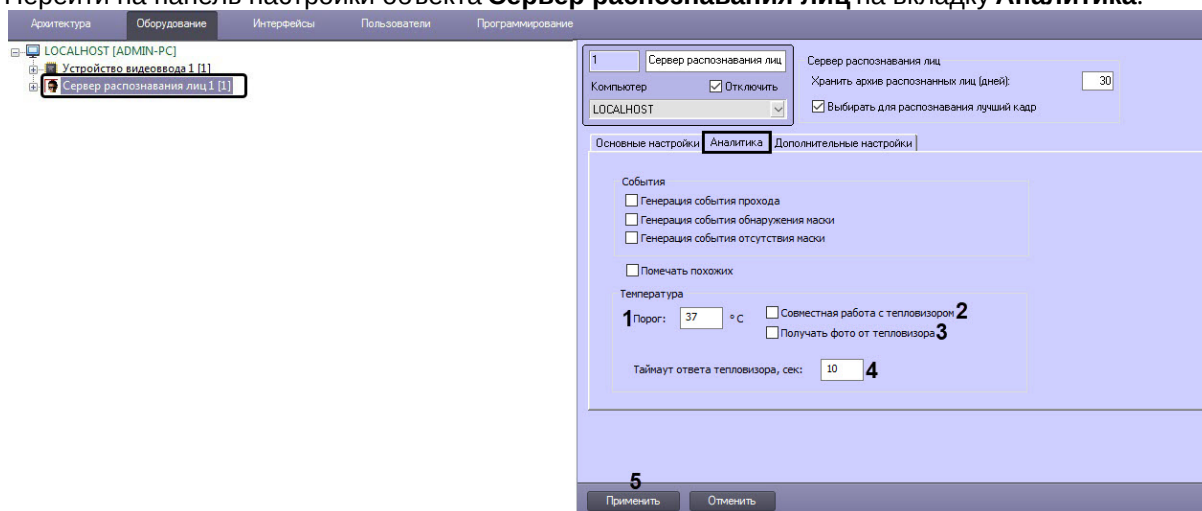 Перейти на панель настройки объекта Сервер распознавания лиц на вкладку Аналитика.
Архитектура Оборудование Интерфейсы Пользователи Программирование
LOCALHOST [ADMIN-PC]
Устройство видеоввода 1 [1]
Сервер распознавания лиц 1 [1]
1 Сервер распознавания лиц
Компьютер Отключить
LOCALHOST
Сервер распознавания лиц
Хранить архив распознанных лиц (дней): 30
Выбирать для распознавания лучший кадр
Основные настройки Аналитика Дополнительные настройки
События
Генерация события прохода
Генерация события обнаружения маски
Генерация события отсутствия маски
Помечать похожих
Температура
1 Порог: 37 ° C Совместная работа с тепловизором 2
Получать фото от тепловизора 3
Таймаут ответа тепловизора, сек: 10 4
5
Применить Отменить